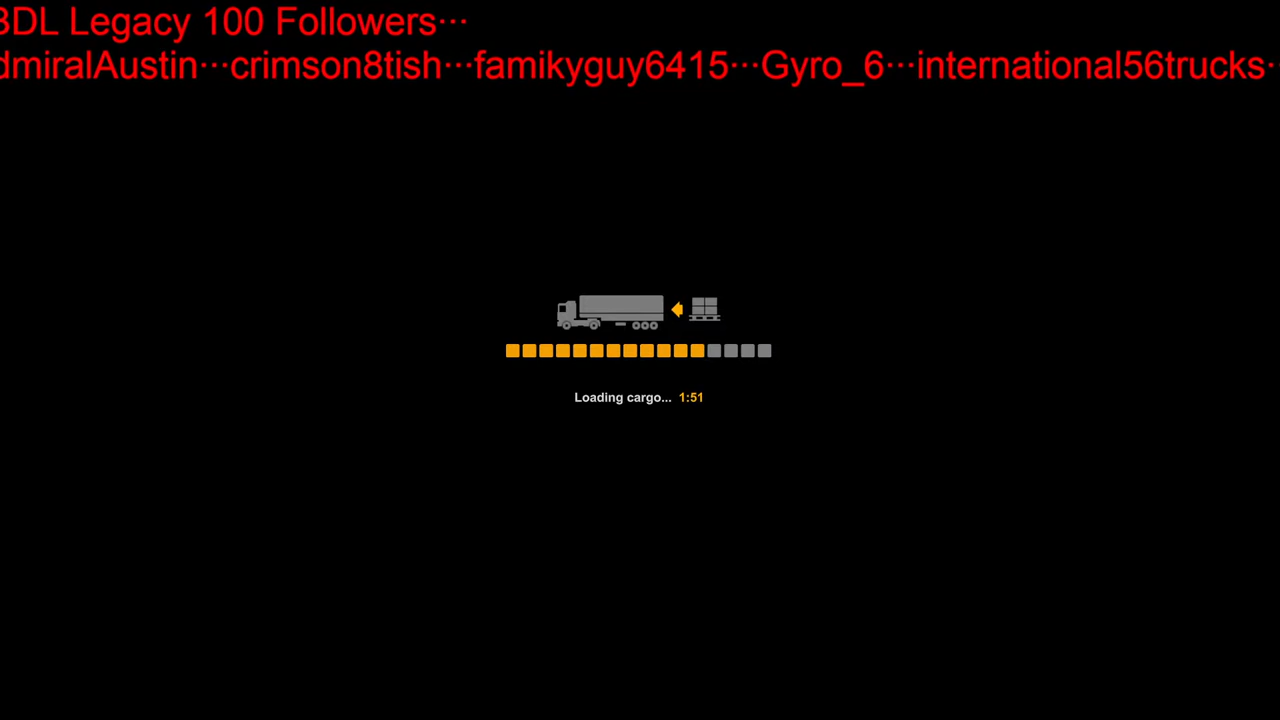 3DL Legacy 100 Followers···
dmiralAustin···crimson8tish···famikyguy6415···Gyro_6···international56trucks··
Loading cargo... 1:51